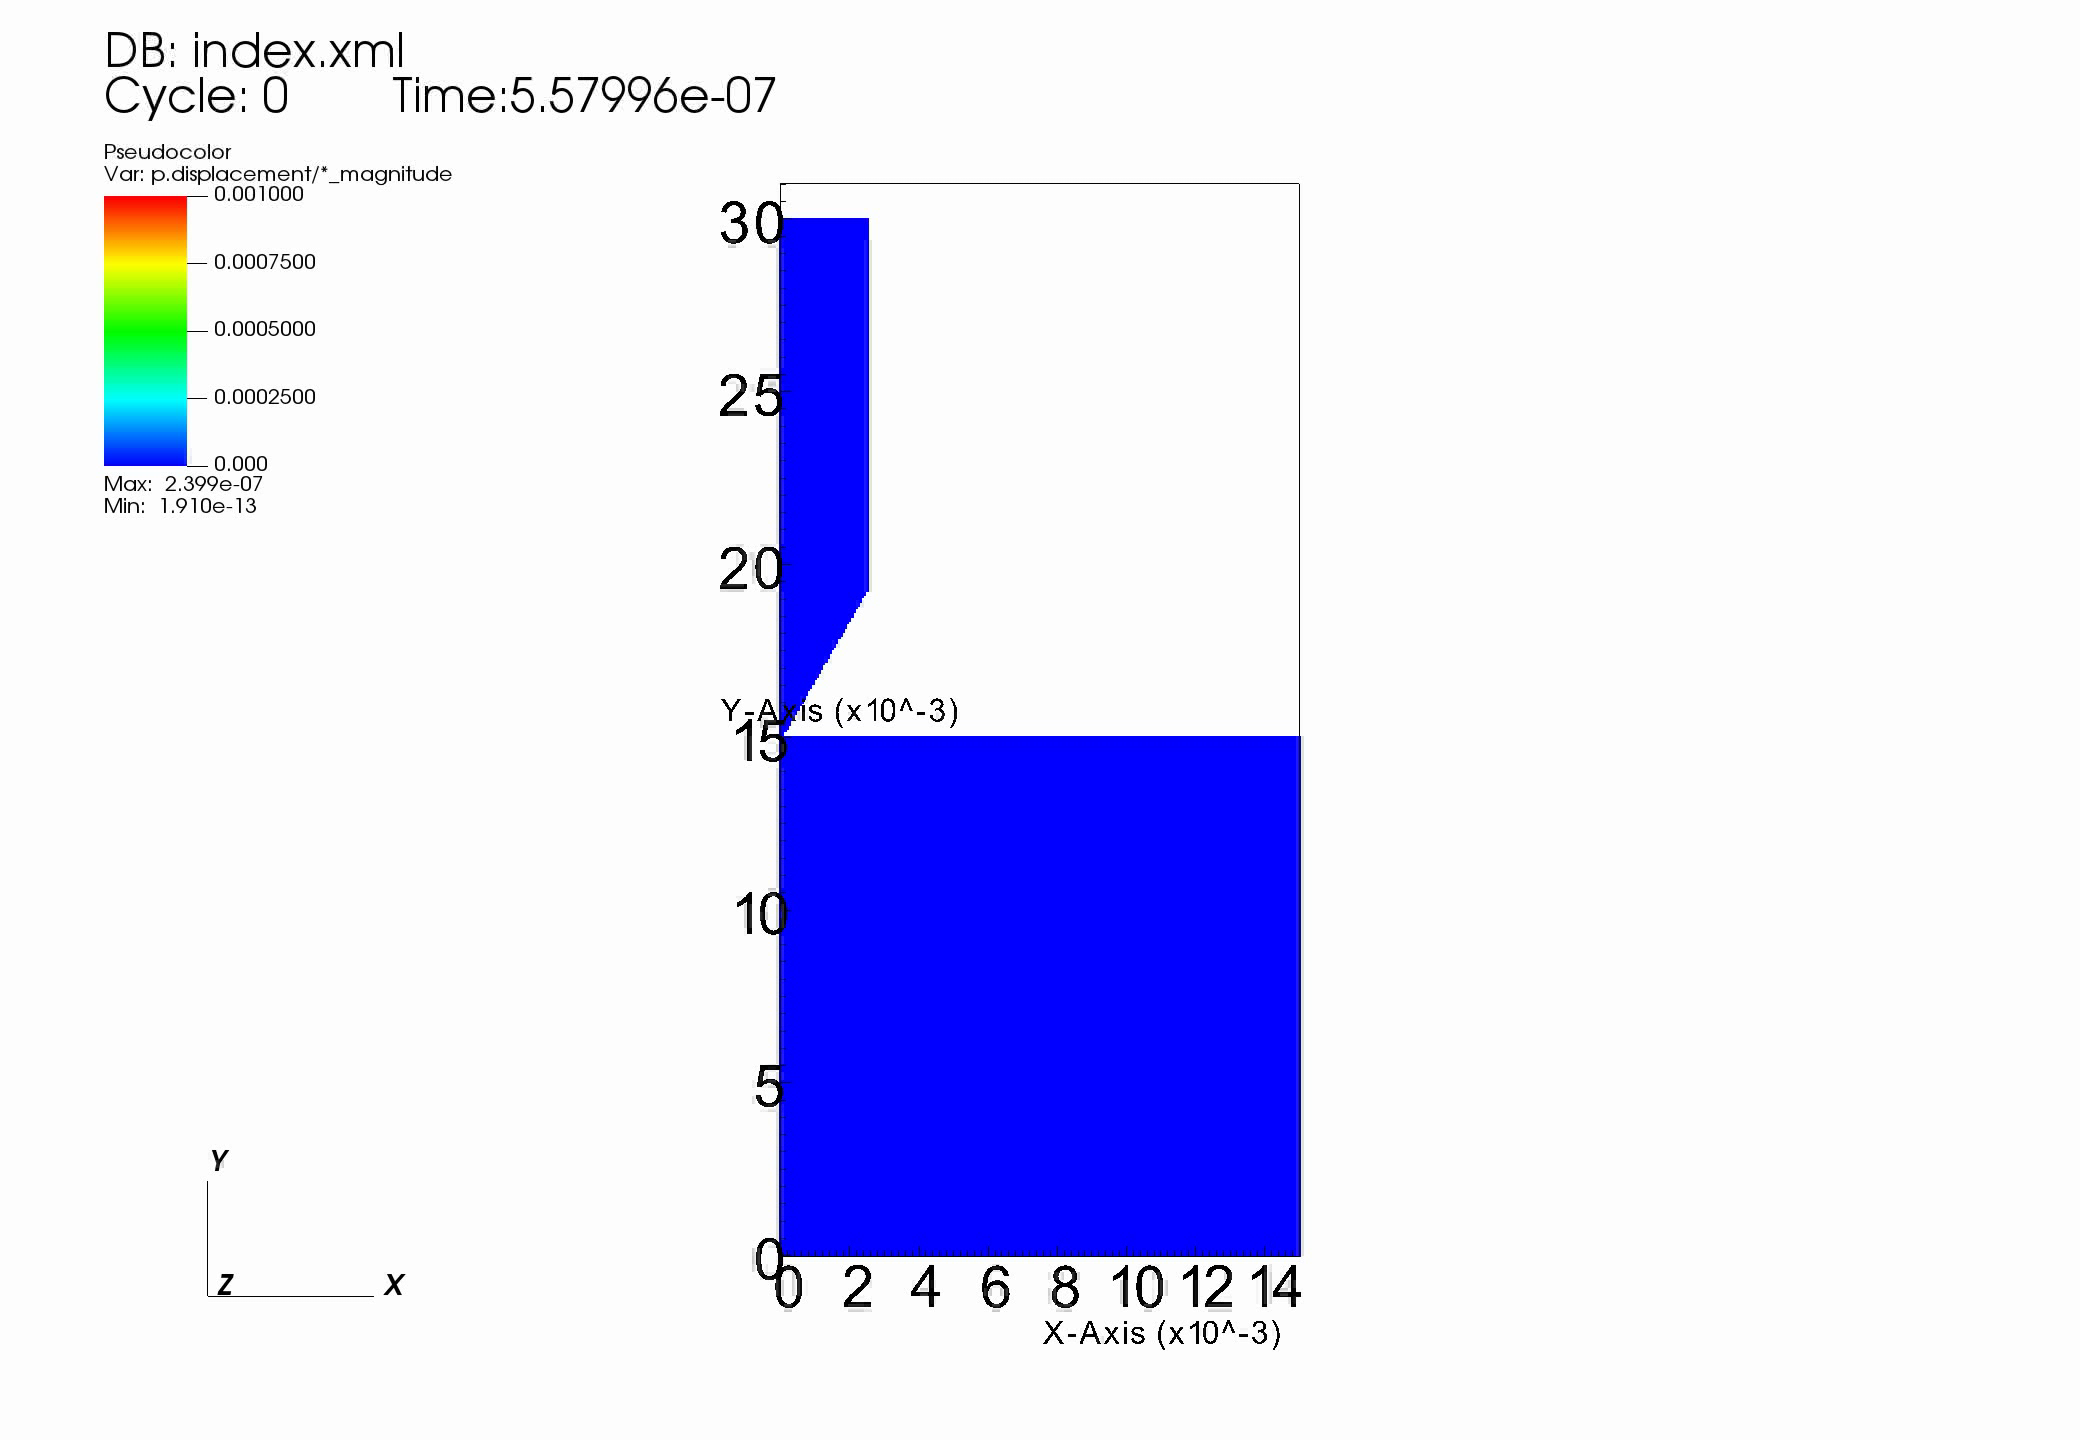 DB: index.xml
Cycle: 0 Time:5.57996e-07
Pseudocolor
Var: p.displacement/*_magnitude
0.001000
0.0007500
0.0005000
0.0002500
0.000
Max: 2.399e-07
Min: 1.910e-13
30
25
20
Y-Axis (x10^-3)
15
10
5
0
0 2 4 6 8 10 12 14
X-Axis (x10^-3)
Y
Z X